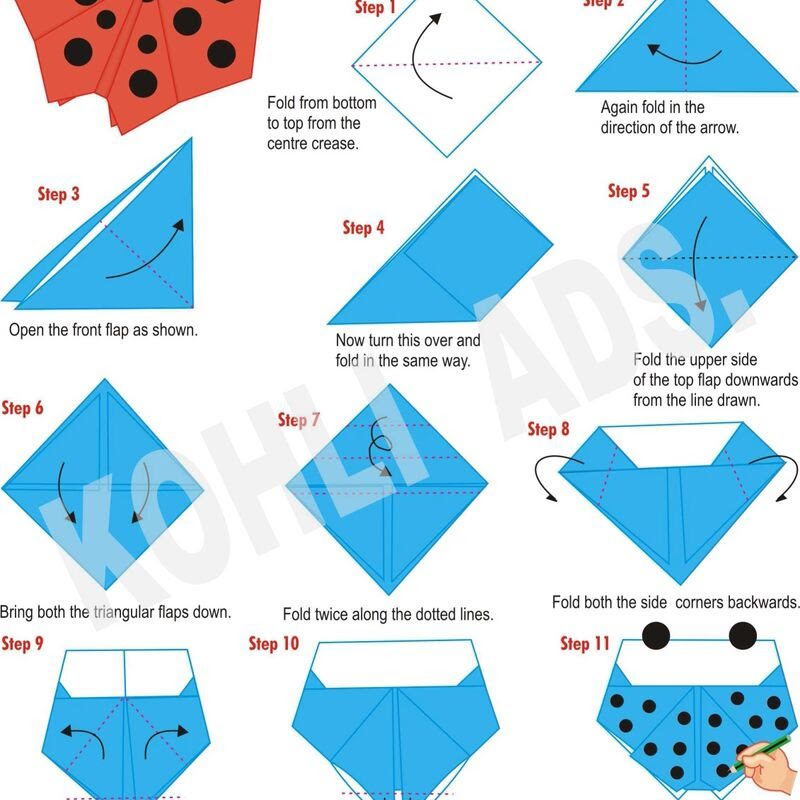 Step 1
Step 2
Fold from bottom
to top from the
centre crease.
Again fold in the
direction of the arrow.
Step 3
Step 4
Step 5
Open the front flap as shown.
Now turn this over and
fold in the same way.
Fold the upper side
of the top flap downwards
from the line drawn.
Step 6
Step 7
Step 8
Bring both the triangular flaps down.
Fold twice along the dotted lines.
Fold both the side corners backwards.
Step 9
Step 10
Step 11
KOHLI ADS.